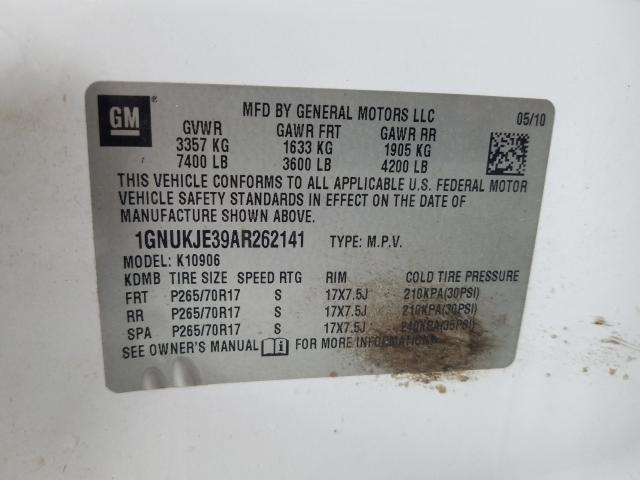 GM ®
MFD BY GENERAL MOTORS LLC 05/10
GVWR GAWR FRT GAWR RR
3357 KG 1633 KG 1905 KG
7400 LB 3600 LB 4200 LB
THIS VEHICLE CONFORMS TO ALL APPLICABLE U.S. FEDERAL MOTOR
VEHICLE SAFETY STANDARDS IN EFFECT ON THE DATE OF
MANUFACTURE SHOWN ABOVE.
1GNUKJE39AR262141 TYPE: M.P.V.
MODEL: K10906
KDMB TIRE SIZE SPEED RTG RIM COLD TIRE PRESSURE
FRT P265/70R17 S 17X7.5J 210KPA(30PSI)
RR P265/70R17 S 17X7.5J 210KPA(30PSI)
SPA P265/70R17 S 17X7.5J 240KPA(35PSI)
SEE OWNER'S MANUAL FOR MORE INFORMATION